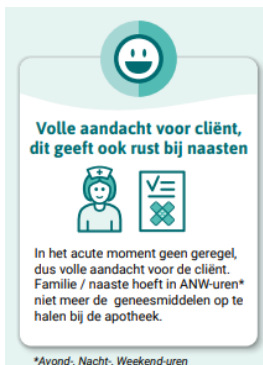 Volle aandacht voor cliënt,
dit geeft ook rust bij naasten
In het acute moment geen geregel,
dus volle aandacht voor de cliënt.
Familie / naaste hoeft in ANW-uren*
niet meer de geneesmiddelen op te
halen bij de apotheek.
*Avond-, Nacht-, Weekend-uren